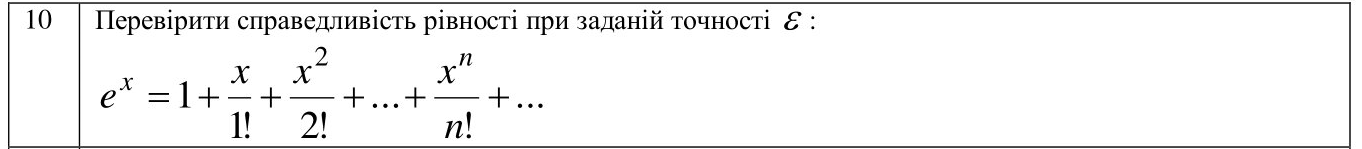 10 Перевірити справедливість рівності при заданій точності ε :
e^x = 1 + x/1! + x^2/2! + ... + x^n/n! + ...